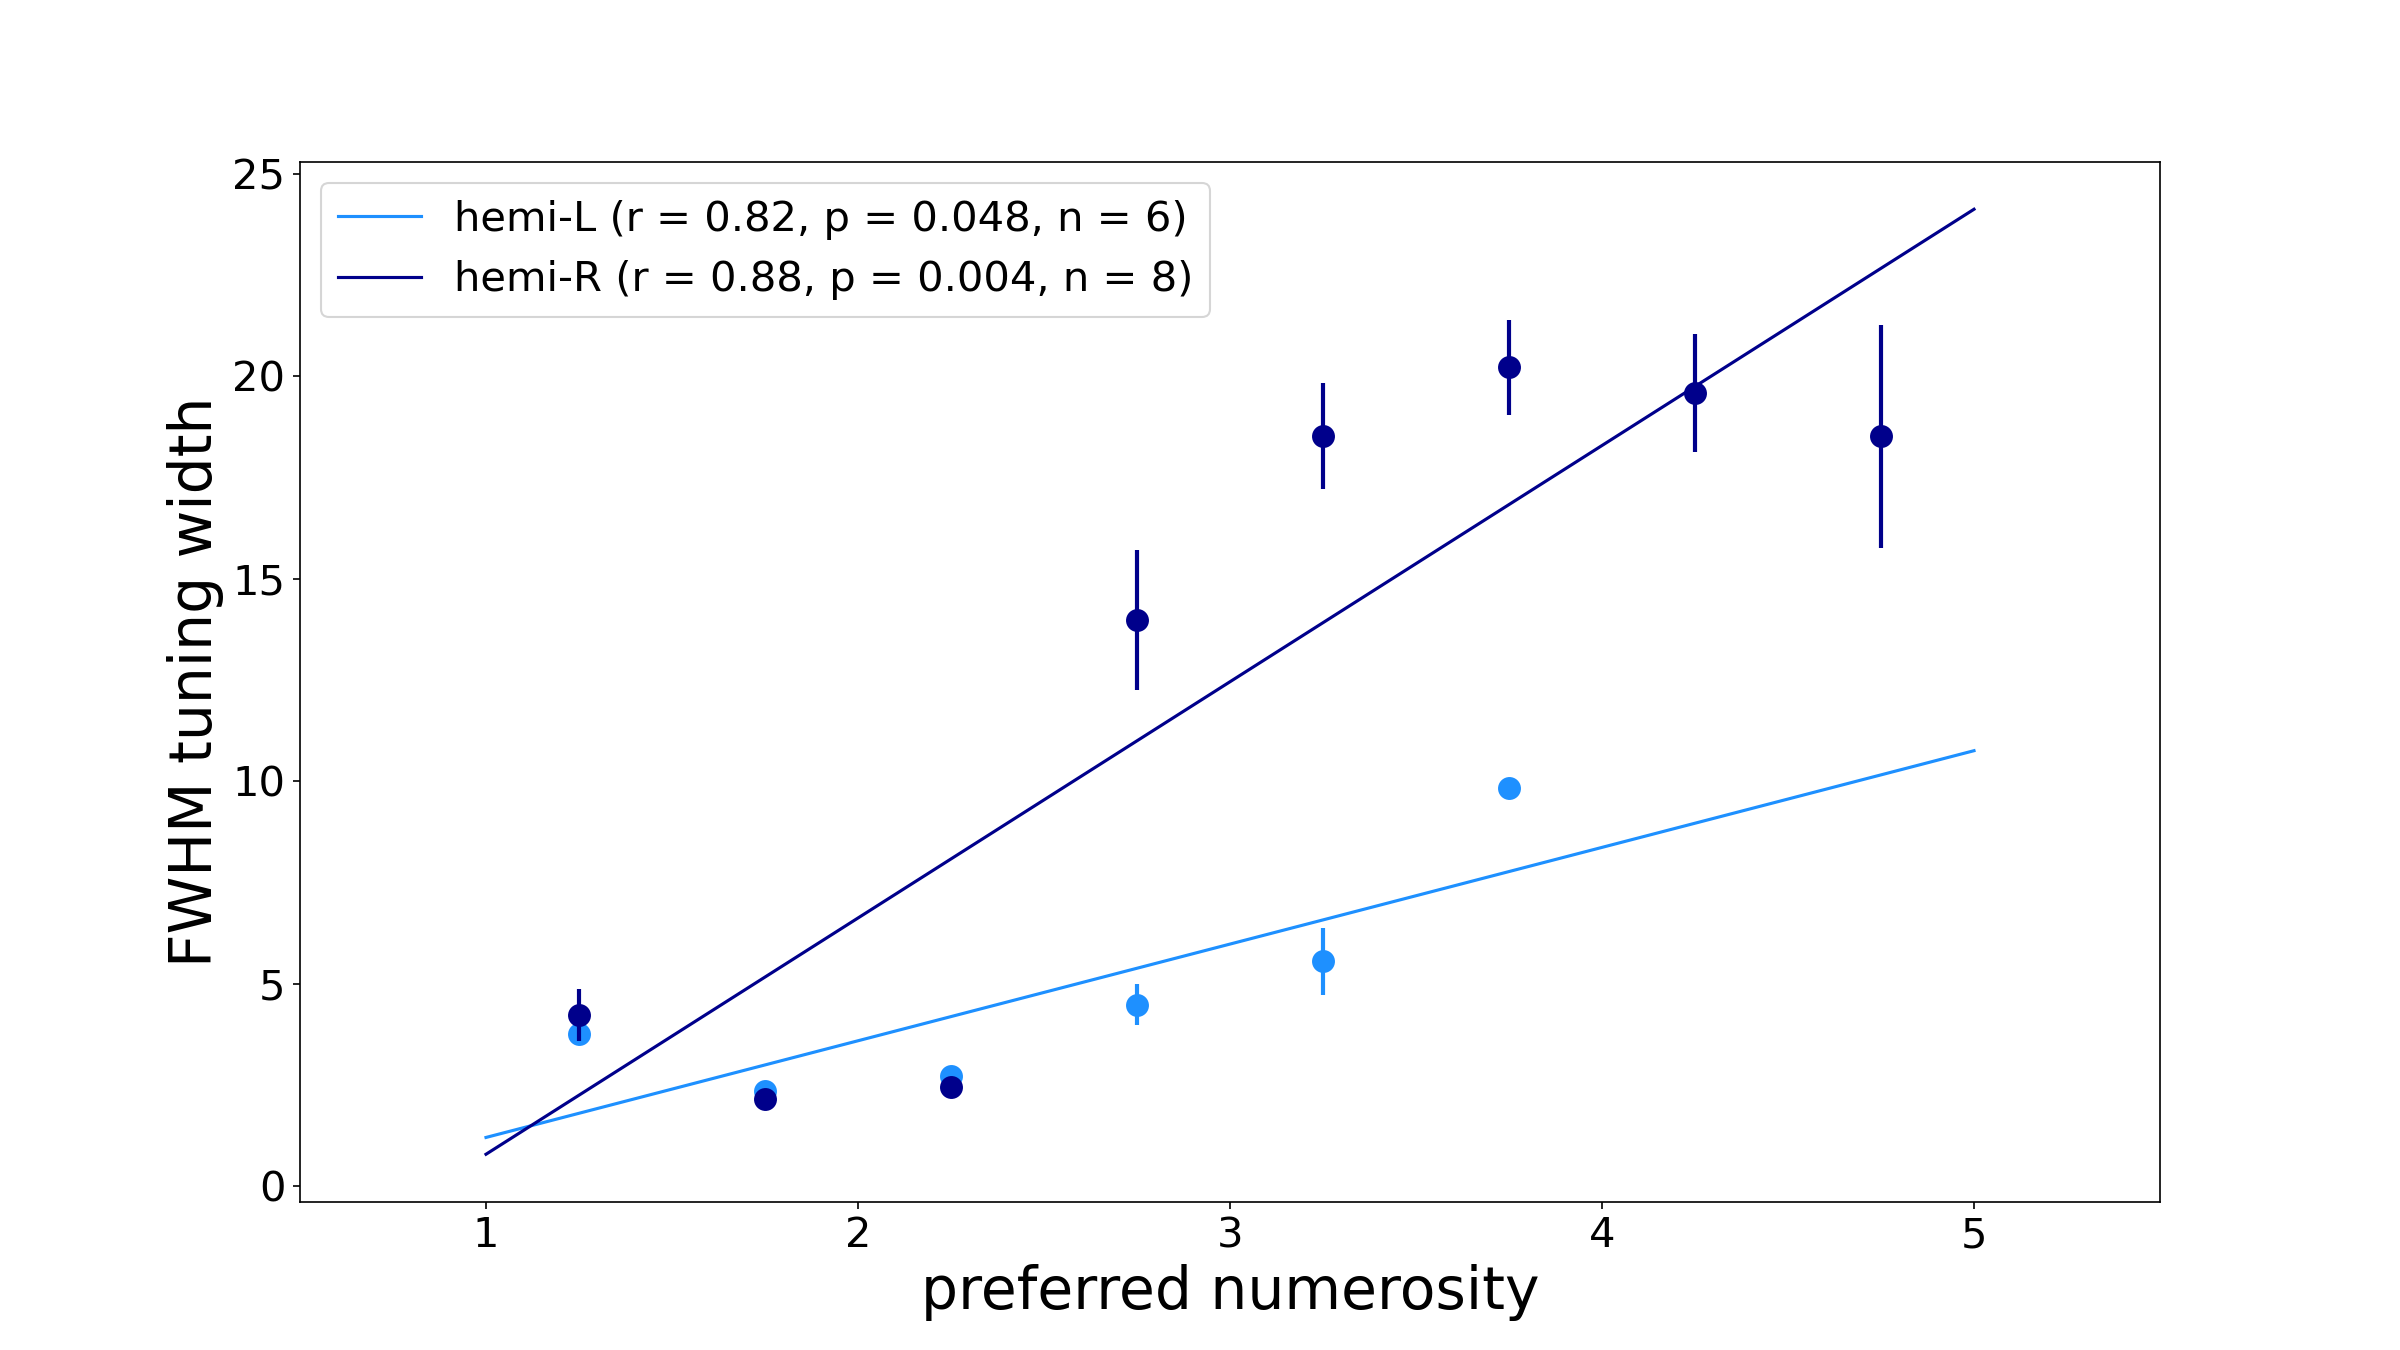 25
20
15
10
5
0
FWHM tuning width
hemi-L (r = 0.82, p = 0.048, n = 6)
hemi-R (r = 0.88, p = 0.004, n = 8)
1 2 3 4 5
preferred numerosity